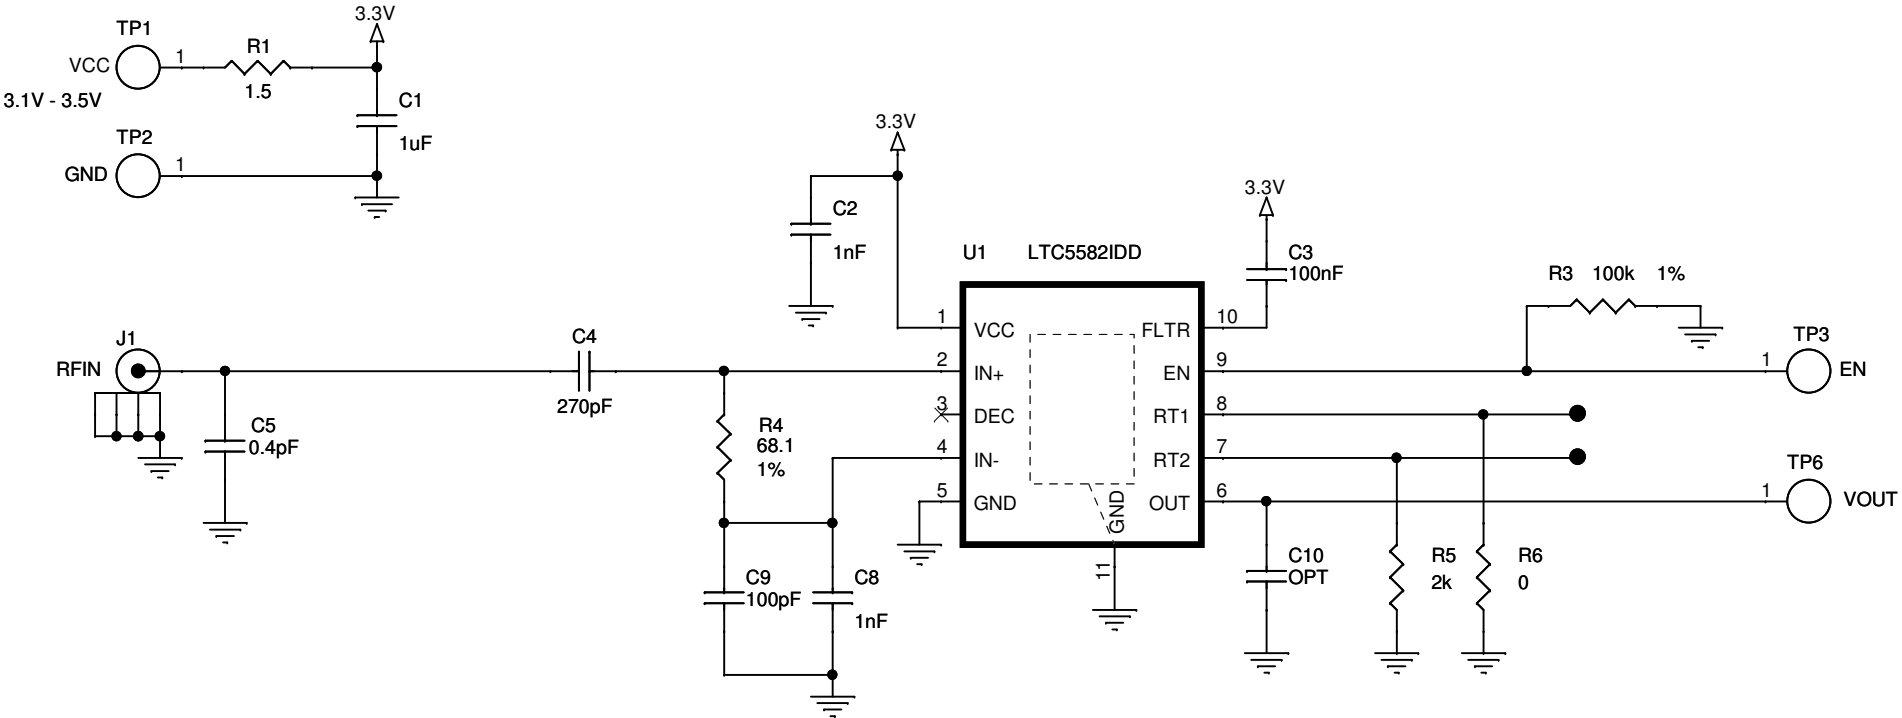 3.3V
TP1
R1
VCC
1
1.5
3.1V - 3.5V
C1
1uF
TP2
GND
1
3.3V
C2
1nF
3.3V
C3
100nF
U1 LTC5582IDD
R3 100k 1%
J1
RFIN
C4
270pF
C5
0.4pF
R4
68.1
1%
C9
100pF
C8
1nF
1 VCC
2 IN+
3 DEC
4 IN-
5 GND
FLTR 10
EN 9
RT1 8
RT2 7
OUT 6
GND
11
TP3
1
EN
TP6
1
VOUT
C10
OPT
R5
2k
R6
0